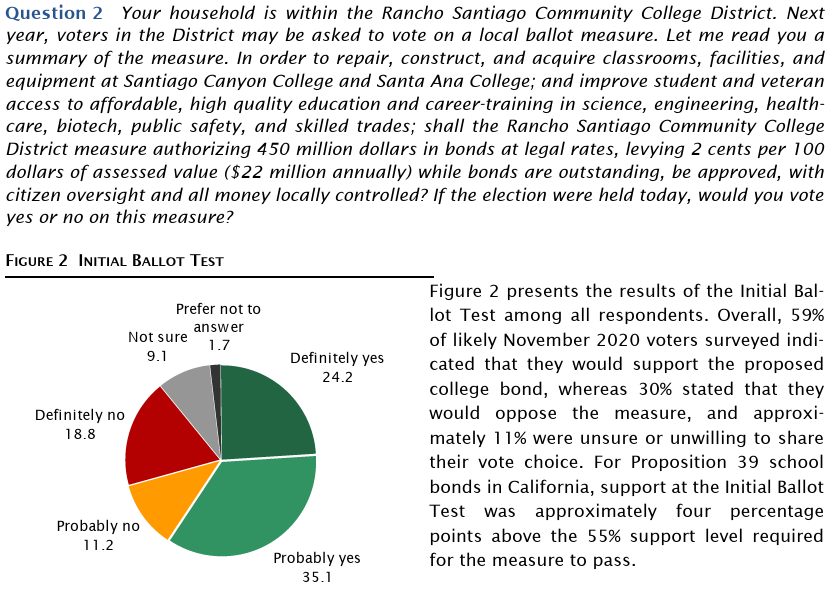 Question 2 Your household is within the Rancho Santiago Community College District. Next
year, voters in the District may be asked to vote on a local ballot measure. Let me read you a
summary of the measure. In order to repair, construct, and acquire classrooms, facilities, and
equipment at Santiago Canyon College and Santa Ana College; and improve student and veteran
access to affordable, high quality education and career-training in science, engineering, health-
care, biotech, public safety, and skilled trades; shall the Rancho Santiago Community College
District measure authorizing 450 million dollars in bonds at legal rates, levying 2 cents per 100
dollars of assessed value ($22 million annually) while bonds are outstanding, be approved, with
citizen oversight and all money locally controlled? If the election were held today, would you vote
yes or no on this measure?
FIGURE 2 INITIAL BALLOT TEST
Prefer not to
answer
1.7
Not sure
9.1
Definitely yes
24.2
Definitely no
18.8
Probably no
11.2
Probably yes
35.1
Figure 2 presents the results of the Initial Bal-
lot Test among all respondents. Overall, 59%
of likely November 2020 voters surveyed indi-
cated that they would support the proposed
college bond, whereas 30% stated that they
would oppose the measure, and approxi-
mately 11% were unsure or unwilling to share
their vote choice. For Proposition 39 school
bonds in California, support at the Initial Ballot
Test was approximately four percentage
points above the 55% support level required
for the measure to pass.